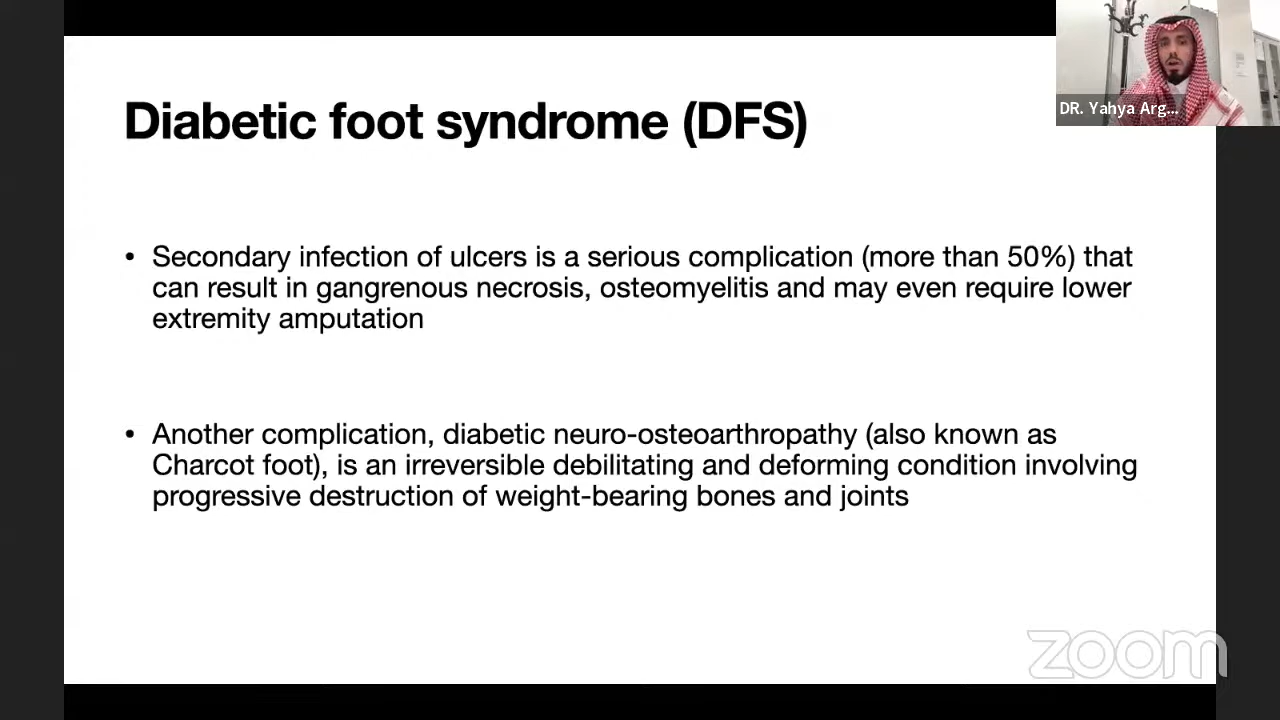 DR. Yahya Arg...
Diabetic foot syndrome (DFS)
• Secondary infection of ulcers is a serious complication (more than 50%) that
can result in gangrenous necrosis, osteomyelitis and may even require lower
extremity amputation
• Another complication, diabetic neuro-osteoarthropathy (also known as
Charcot foot), is an irreversible debilitating and deforming condition involving
progressive destruction of weight-bearing bones and joints
zoom